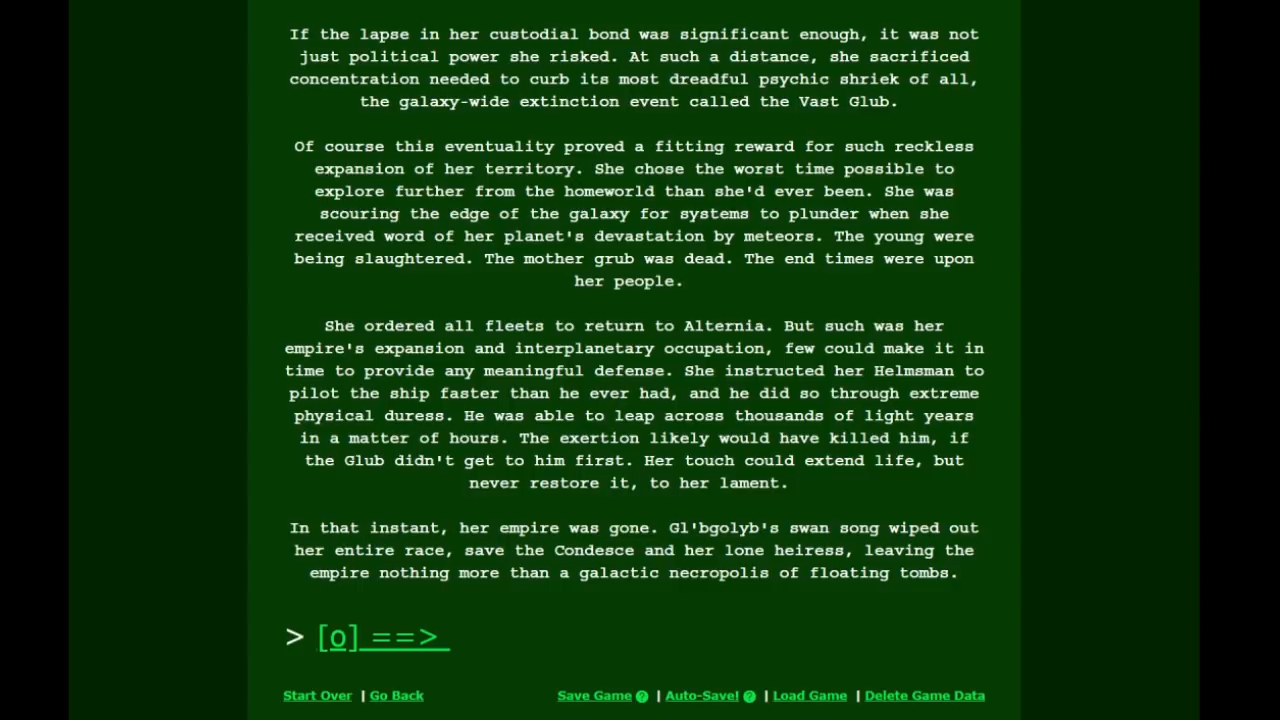 If the lapse in her custodial bond was significant enough, it was not
just political power she risked. At such a distance, she sacrificed
concentration needed to curb its most dreadful psychic shriek of all,
the galaxy-wide extinction event called the Vast Glub.
Of course this eventuality proved a fitting reward for such reckless
expansion of her territory. She chose the worst time possible to
explore further from the homeworld than she'd ever been. She was
scouring the edge of the galaxy for systems to plunder when she
received word of her planet's devastation by meteors. The young were
being slaughtered. The mother grub was dead. The end times were upon
her people.
She ordered all fleets to return to Alternia. But such was her
empire's expansion and interplanetary occupation, few could make it in
time to provide any meaningful defense. She instructed her Helmsman to
pilot the ship faster than he ever had, and he did so through extreme
physical duress. He was able to leap across thousands of light years
in a matter of hours. The exertion likely would have killed him, if
the Glub didn't get to him first. Her touch could extend life, but
never restore it, to her lament.
In that instant, her empire was gone. Gl'bgolyb's swan song wiped out
her entire race, save the Condesce and her lone heiress, leaving the
empire nothing more than a galactic necropolis of floating tombs.
> [o] ==>
Start Over | Go Back Save Game ? | Auto-Save! ? | Load Game | Delete Game Data